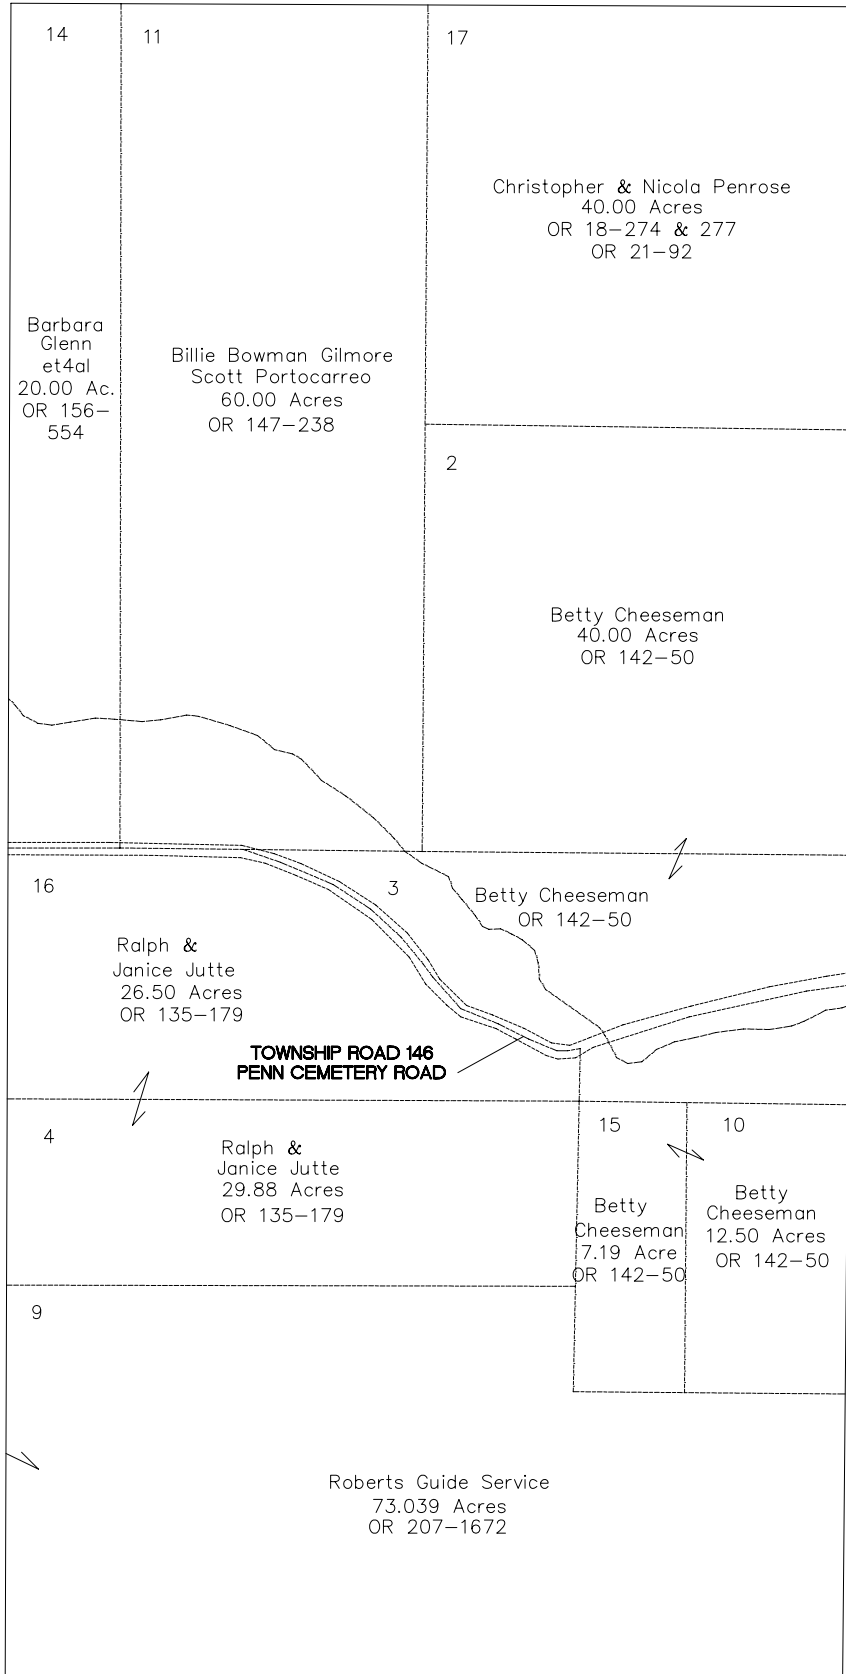 14
11
17
Christopher & Nicola Penrose
40.00 Acres
OR 18-274 & 277
OR 21-92
Barbara
Glenn
et4al
20.00 Ac.
OR 156-
554
Billie Bowman Gilmore
Scott Portocarreo
60.00 Acres
OR 147-238
2
Betty Cheeseman
40.00 Acres
OR 142-50
16
3
Betty Cheeseman
OR 142-50
Ralph &
Janice Jutte
26.50 Acres
OR 135-179
TOWNSHIP ROAD 146
PENN CEMETERY ROAD
4
Ralph &
Janice Jutte
29.88 Acres
OR 135-179
15
10
Betty
Cheeseman
7.19 Acre
OR 142-50
Betty
Cheeseman
12.50 Acres
OR 142-50
9
Roberts Guide Service
73.039 Acres
OR 207-1672